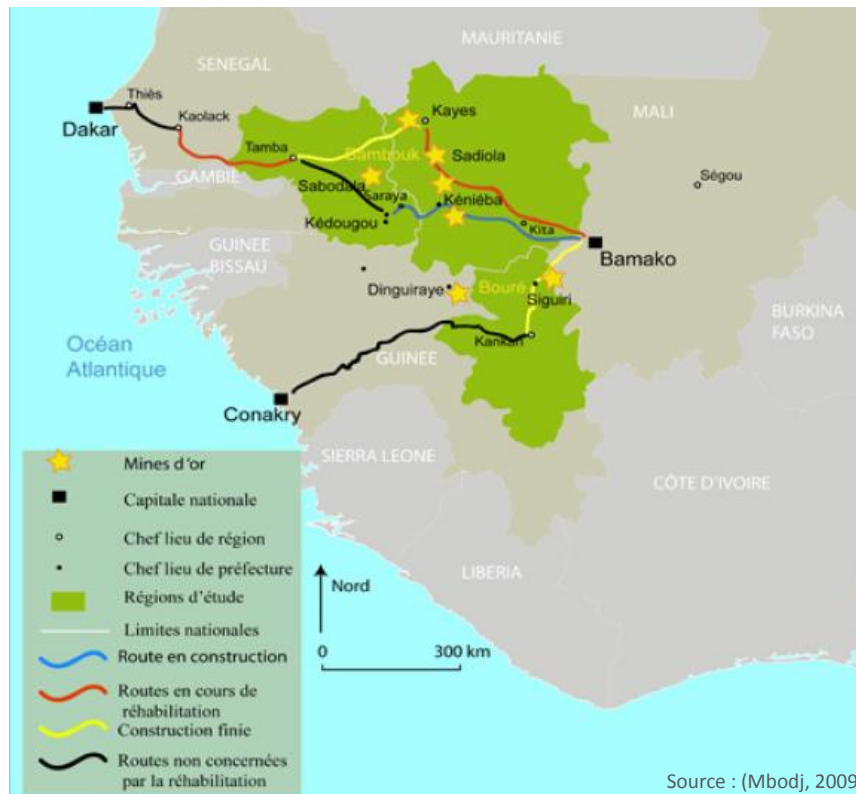 MAURITANIE
SENEGAL
MALI
Thiès
Dakar
Kaolack
Kayes
Tamba
Bambouk
Sadiola
GAMBIE
Sabodala
Saraya
Kéniéba
Ségou
Kédougou
Kita
GUINEE
BISSAU
Bamako
Dinguiraye
Bouré
Siguiri
BURKINA
FASO
Océan
Atlantique
GUINEE
Kankan
Conakry
SIERRA LEONE
CÔTE D'IVOIRE
LIBERIA
Mines d'or
Capitale nationale
Chef lieu de région
Chef lieu de préfecture
Régions d'étude
Limites nationales
Route en construction
Routes en cours de
réhabilitation
Construction finie
Routes non concernées
par la réhabilitation
Nord
0 300 km
Source : (Mbodj, 2009